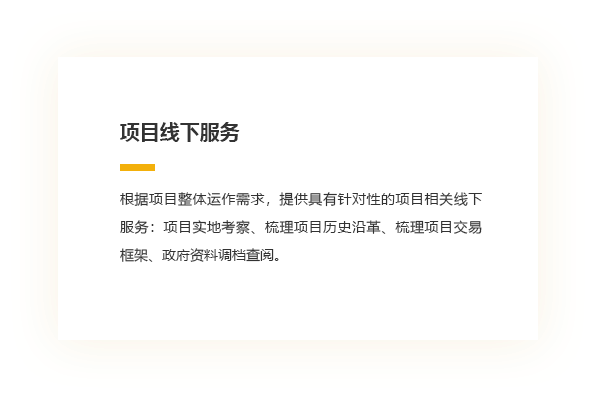 项目线下服务
根据项目整体运作需求，提供具有针对性的项目相关线下
服务：项目实地考察、梳理项目历史沿革、梳理项目交易
框架、政府资料调档查阅。